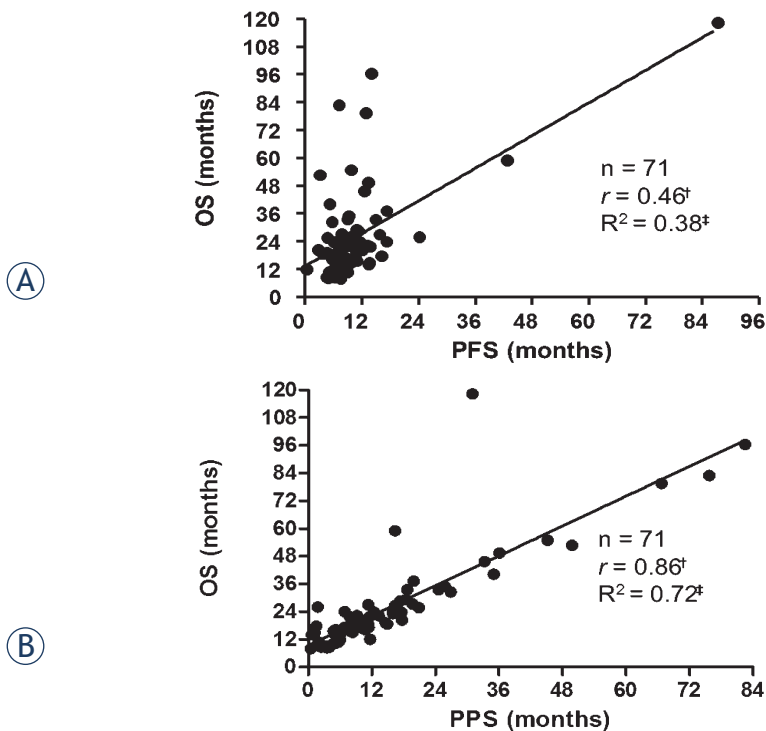 120
108
96
84
72
60
48
36
24
12
0
OS (months)
n = 71
r = 0.46†
R² = 0.38‡
0 12 24 36 48 60 72 84 96
PFS (months)
A
120
108
96
84
72
60
48
36
24
12
0
OS (months)
n = 71
r = 0.86†
R² = 0.72‡
0 12 24 36 48 60 72 84
PPS (months)
B